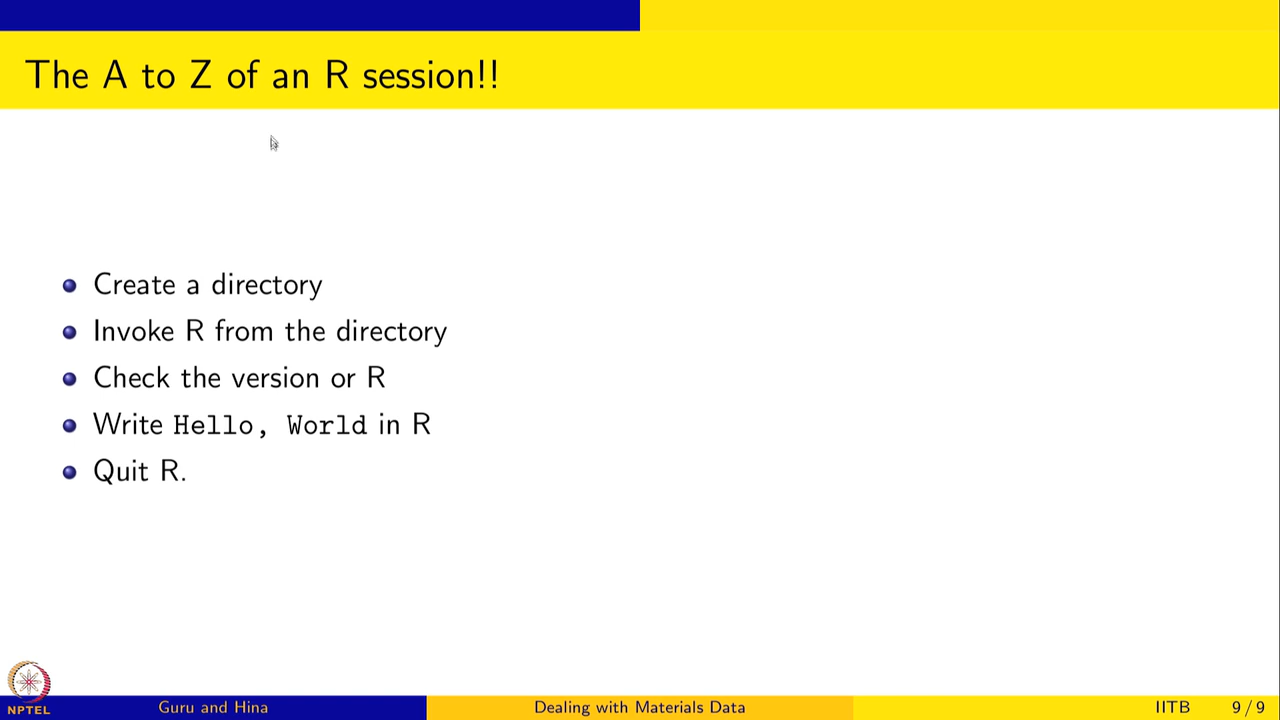 The A to Z of an R session!!
Create a directory
Invoke R from the directory
Check the version or R
Write Hello, World in R
Quit R.
NPTEL
Guru and Hina
Dealing with Materials Data
IITB
9 / 9